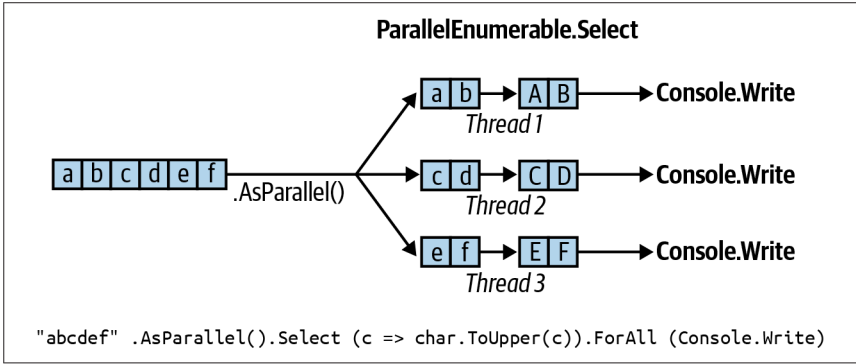 ParallelEnumerable.Select
a b A B Console.Write
Thread 1
a b c d e f .AsParallel() c d C D Console.Write
Thread 2
e f E F Console.Write
Thread 3
"abcdef" .AsParallel().Select (c => char.ToUpper(c)).ForAll (Console.Write)